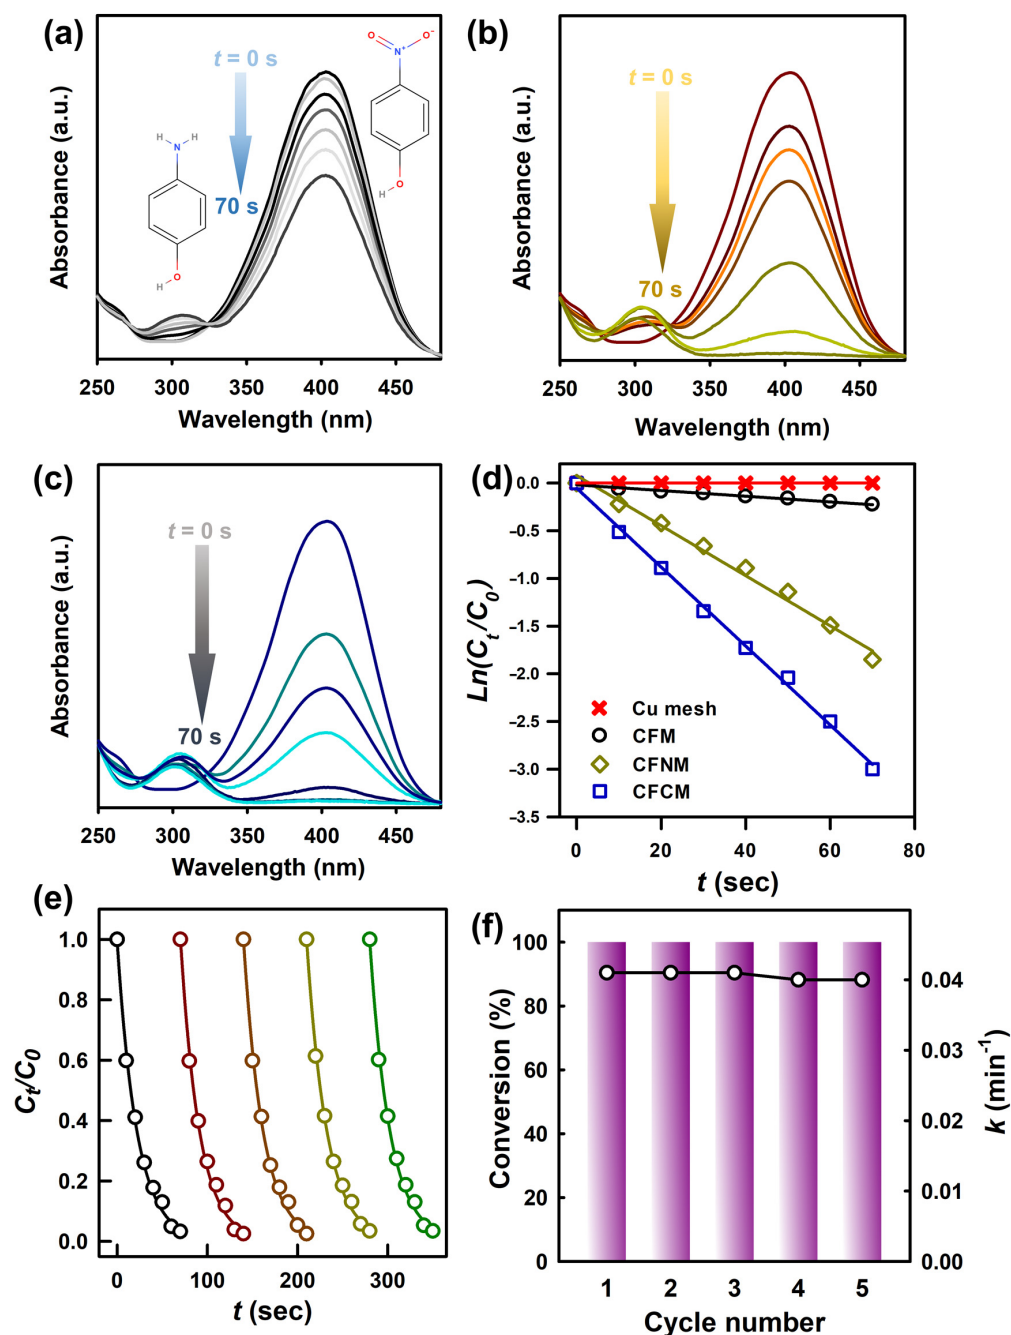 (a)
t = 0 s
70 s
H H
N
O
H
O N+ O-
O
H
Absorbance (a.u.)
250 300 350 400 450
Wavelength (nm)
(b)
t = 0 s
70 s
Absorbance (a.u.)
250 300 350 400 450
Wavelength (nm)
(c)
t = 0 s
70 s
Absorbance (a.u.)
250 300 350 400 450
Wavelength (nm)
(d)
Ln(Ct/C0)
0.0
-0.5
-1.0
-1.5
-2.0
-2.5
-3.0
-3.5
Cu mesh
CFM
CFNM
CFCM
0 20 40 60 80
t (sec)
(e)
Ct/C0
1.0
0.8
0.6
0.4
0.2
0.0
0 100 200 300
t (sec)
(f)
Conversion (%)
100
80
60
40
20
0
k (min-1)
0.04
0.03
0.02
0.01
0.00
1 2 3 4 5
Cycle number